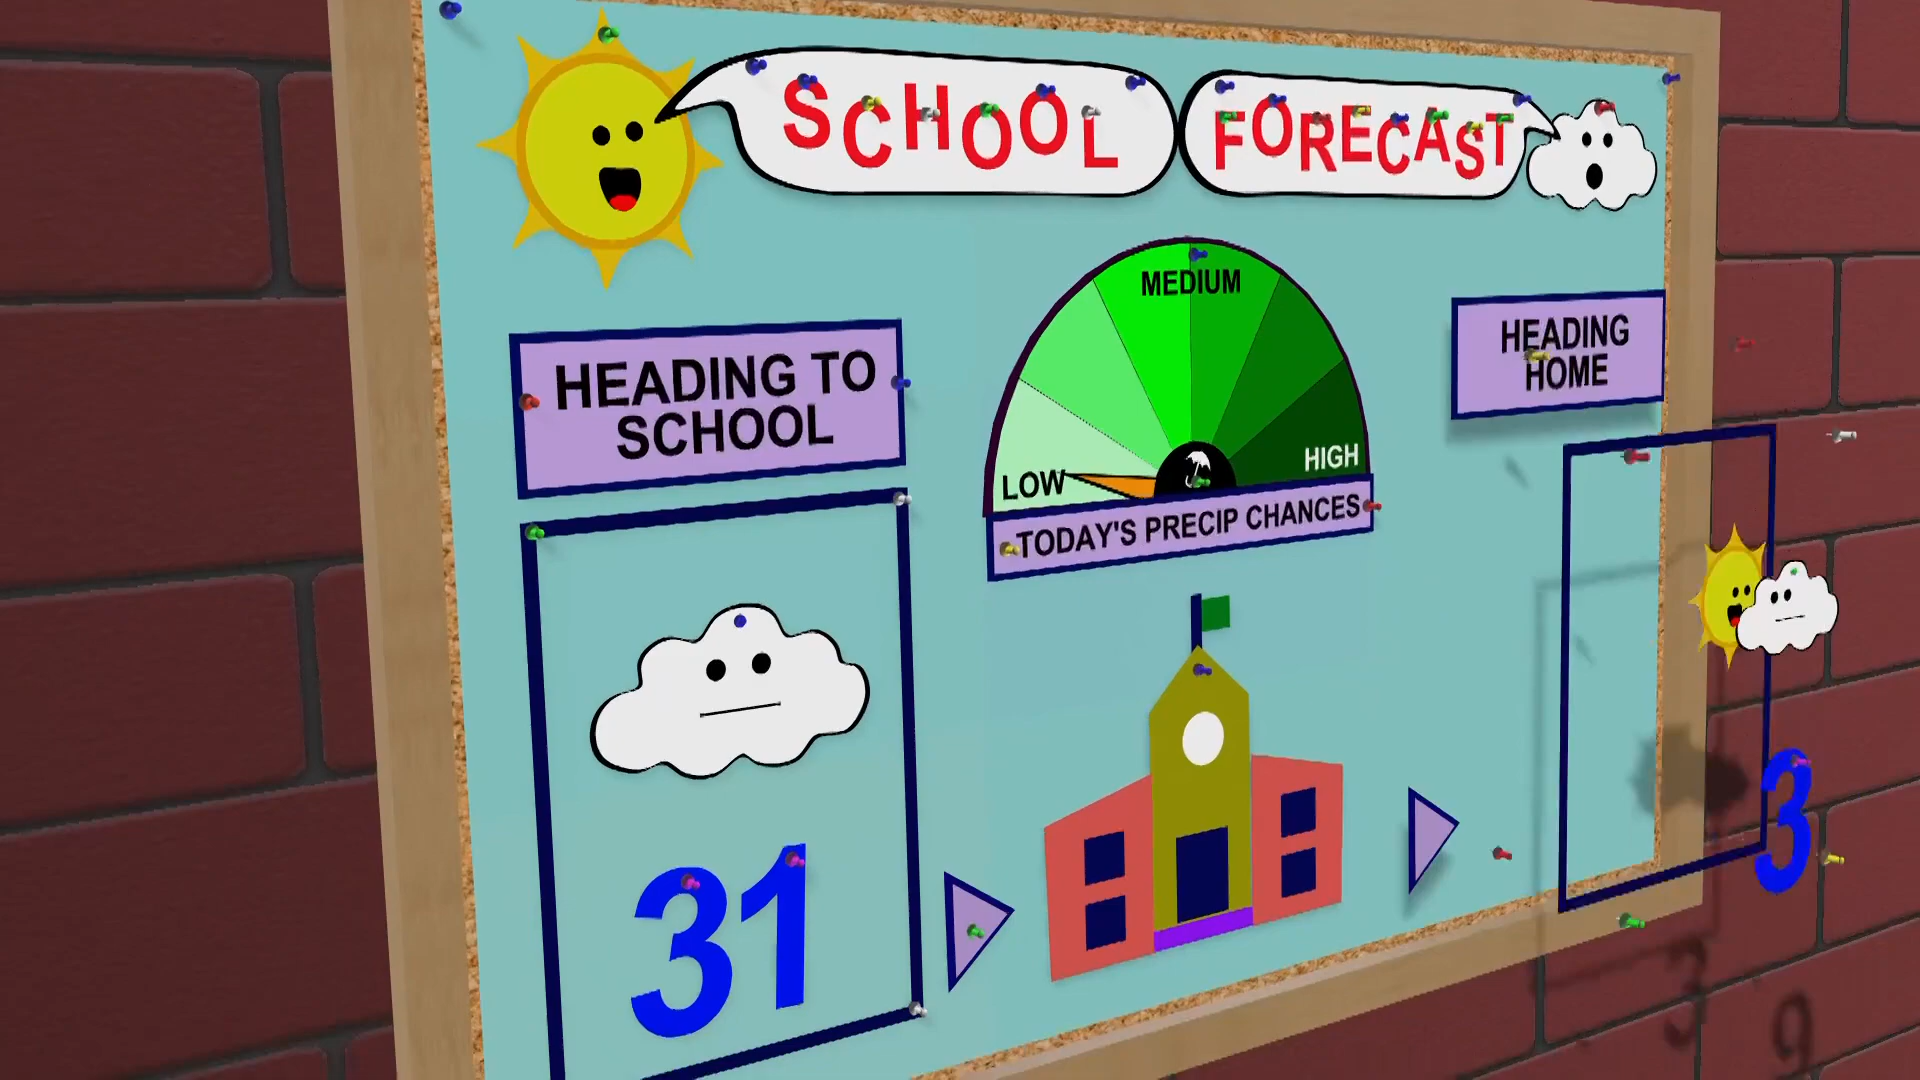 SCHOOL FORECAST
HEADING TO
SCHOOL
MEDIUM
LOW
HIGH
TODAY'S PRECIP CHANCES
HEADING
HOME
31
3